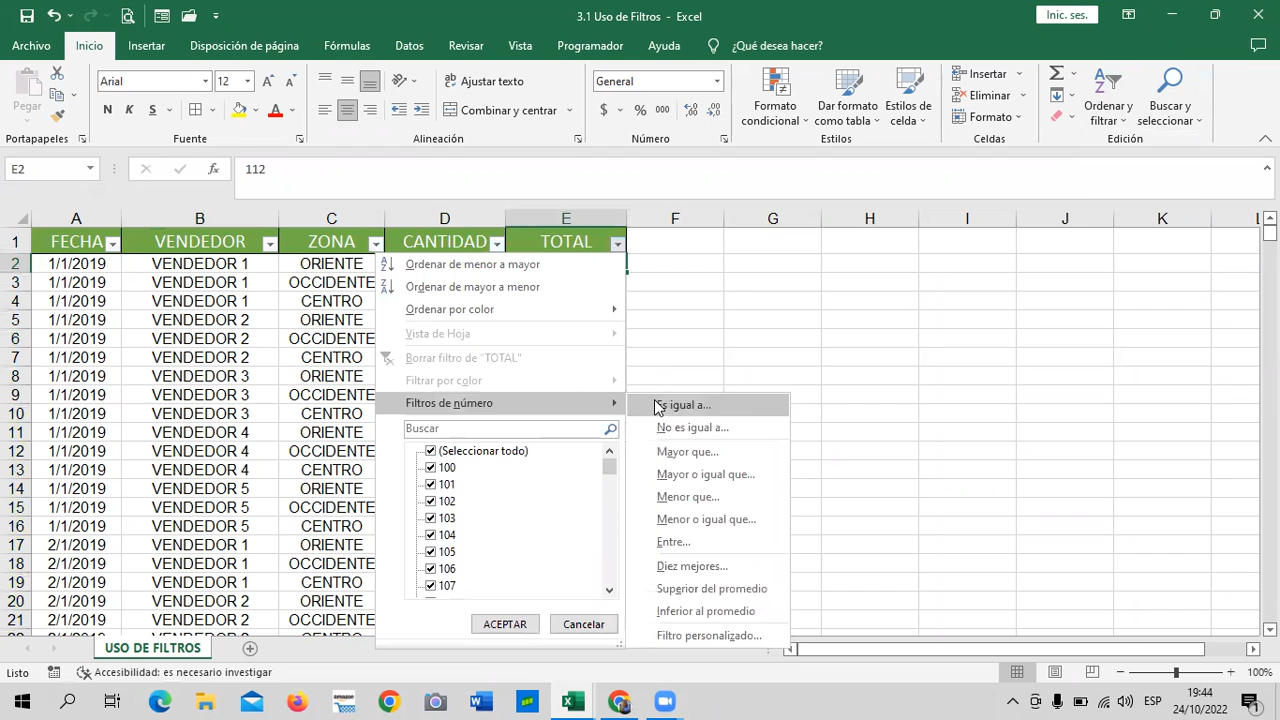 3.1 Uso de Filtros - Excel
Inic. ses.
Archivo Inicio Insertar Disposición de página Fórmulas Datos Revisar Vista Programador Ayuda ¿Qué desea hacer?
Pegar
Arial 12
N K S
Ajustar texto
Combinar y centrar
General
$ % 000
Formato condicional
Dar formato como tabla
Estilos de celda
Insertar
Eliminar
Formato
Ordenar y filtrar
Buscar y seleccionar
Portapapeles Fuente Alineación Número Estilos Celdas Edición
E2 fx 112
A B C D E F G H I J K L
1 FECHA VENDEDOR ZONA CANTIDAD TOTAL
2 1/1/2019 VENDEDOR 1 ORIENTE
3 1/1/2019 VENDEDOR 1 OCCIDENTE
4 1/1/2019 VENDEDOR 1 CENTRO
5 1/1/2019 VENDEDOR 2 ORIENTE
6 1/1/2019 VENDEDOR 2 OCCIDENTE
7 1/1/2019 VENDEDOR 2 CENTRO
8 1/1/2019 VENDEDOR 3 ORIENTE
9 1/1/2019 VENDEDOR 3 OCCIDENTE
10 1/1/2019 VENDEDOR 3 CENTRO
11 1/1/2019 VENDEDOR 4 ORIENTE
12 1/1/2019 VENDEDOR 4 OCCIDENTE
13 1/1/2019 VENDEDOR 4 CENTRO
14 1/1/2019 VENDEDOR 5 ORIENTE
15 1/1/2019 VENDEDOR 5 OCCIDENTE
16 1/1/2019 VENDEDOR 5 CENTRO
17 2/1/2019 VENDEDOR 1 ORIENTE
18 2/1/2019 VENDEDOR 1 OCCIDENTE
19 2/1/2019 VENDEDOR 1 CENTRO
20 2/1/2019 VENDEDOR 2 ORIENTE
21 2/1/2019 VENDEDOR 2 OCCIDENTE
Ordenar de menor a mayor
Ordenar de mayor a menor
Ordenar por color
Vista de Hoja
Borrar filtro de "TOTAL"
Filtrar por color
Filtros de número
Buscar
(Seleccionar todo)
100
101
102
103
104
105
106
107
ACEPTAR Cancelar
Es igual a...
No es igual a...
Mayor que...
Mayor o igual que...
Menor que...
Menor o igual que...
Entre...
Diez mejores...
Superior del promedio
Inferior al promedio
Filtro personalizado...
USO DE FILTROS
Listo Accesibilidad: es necesario investigar 100%
ESP
19:44
24/10/2022